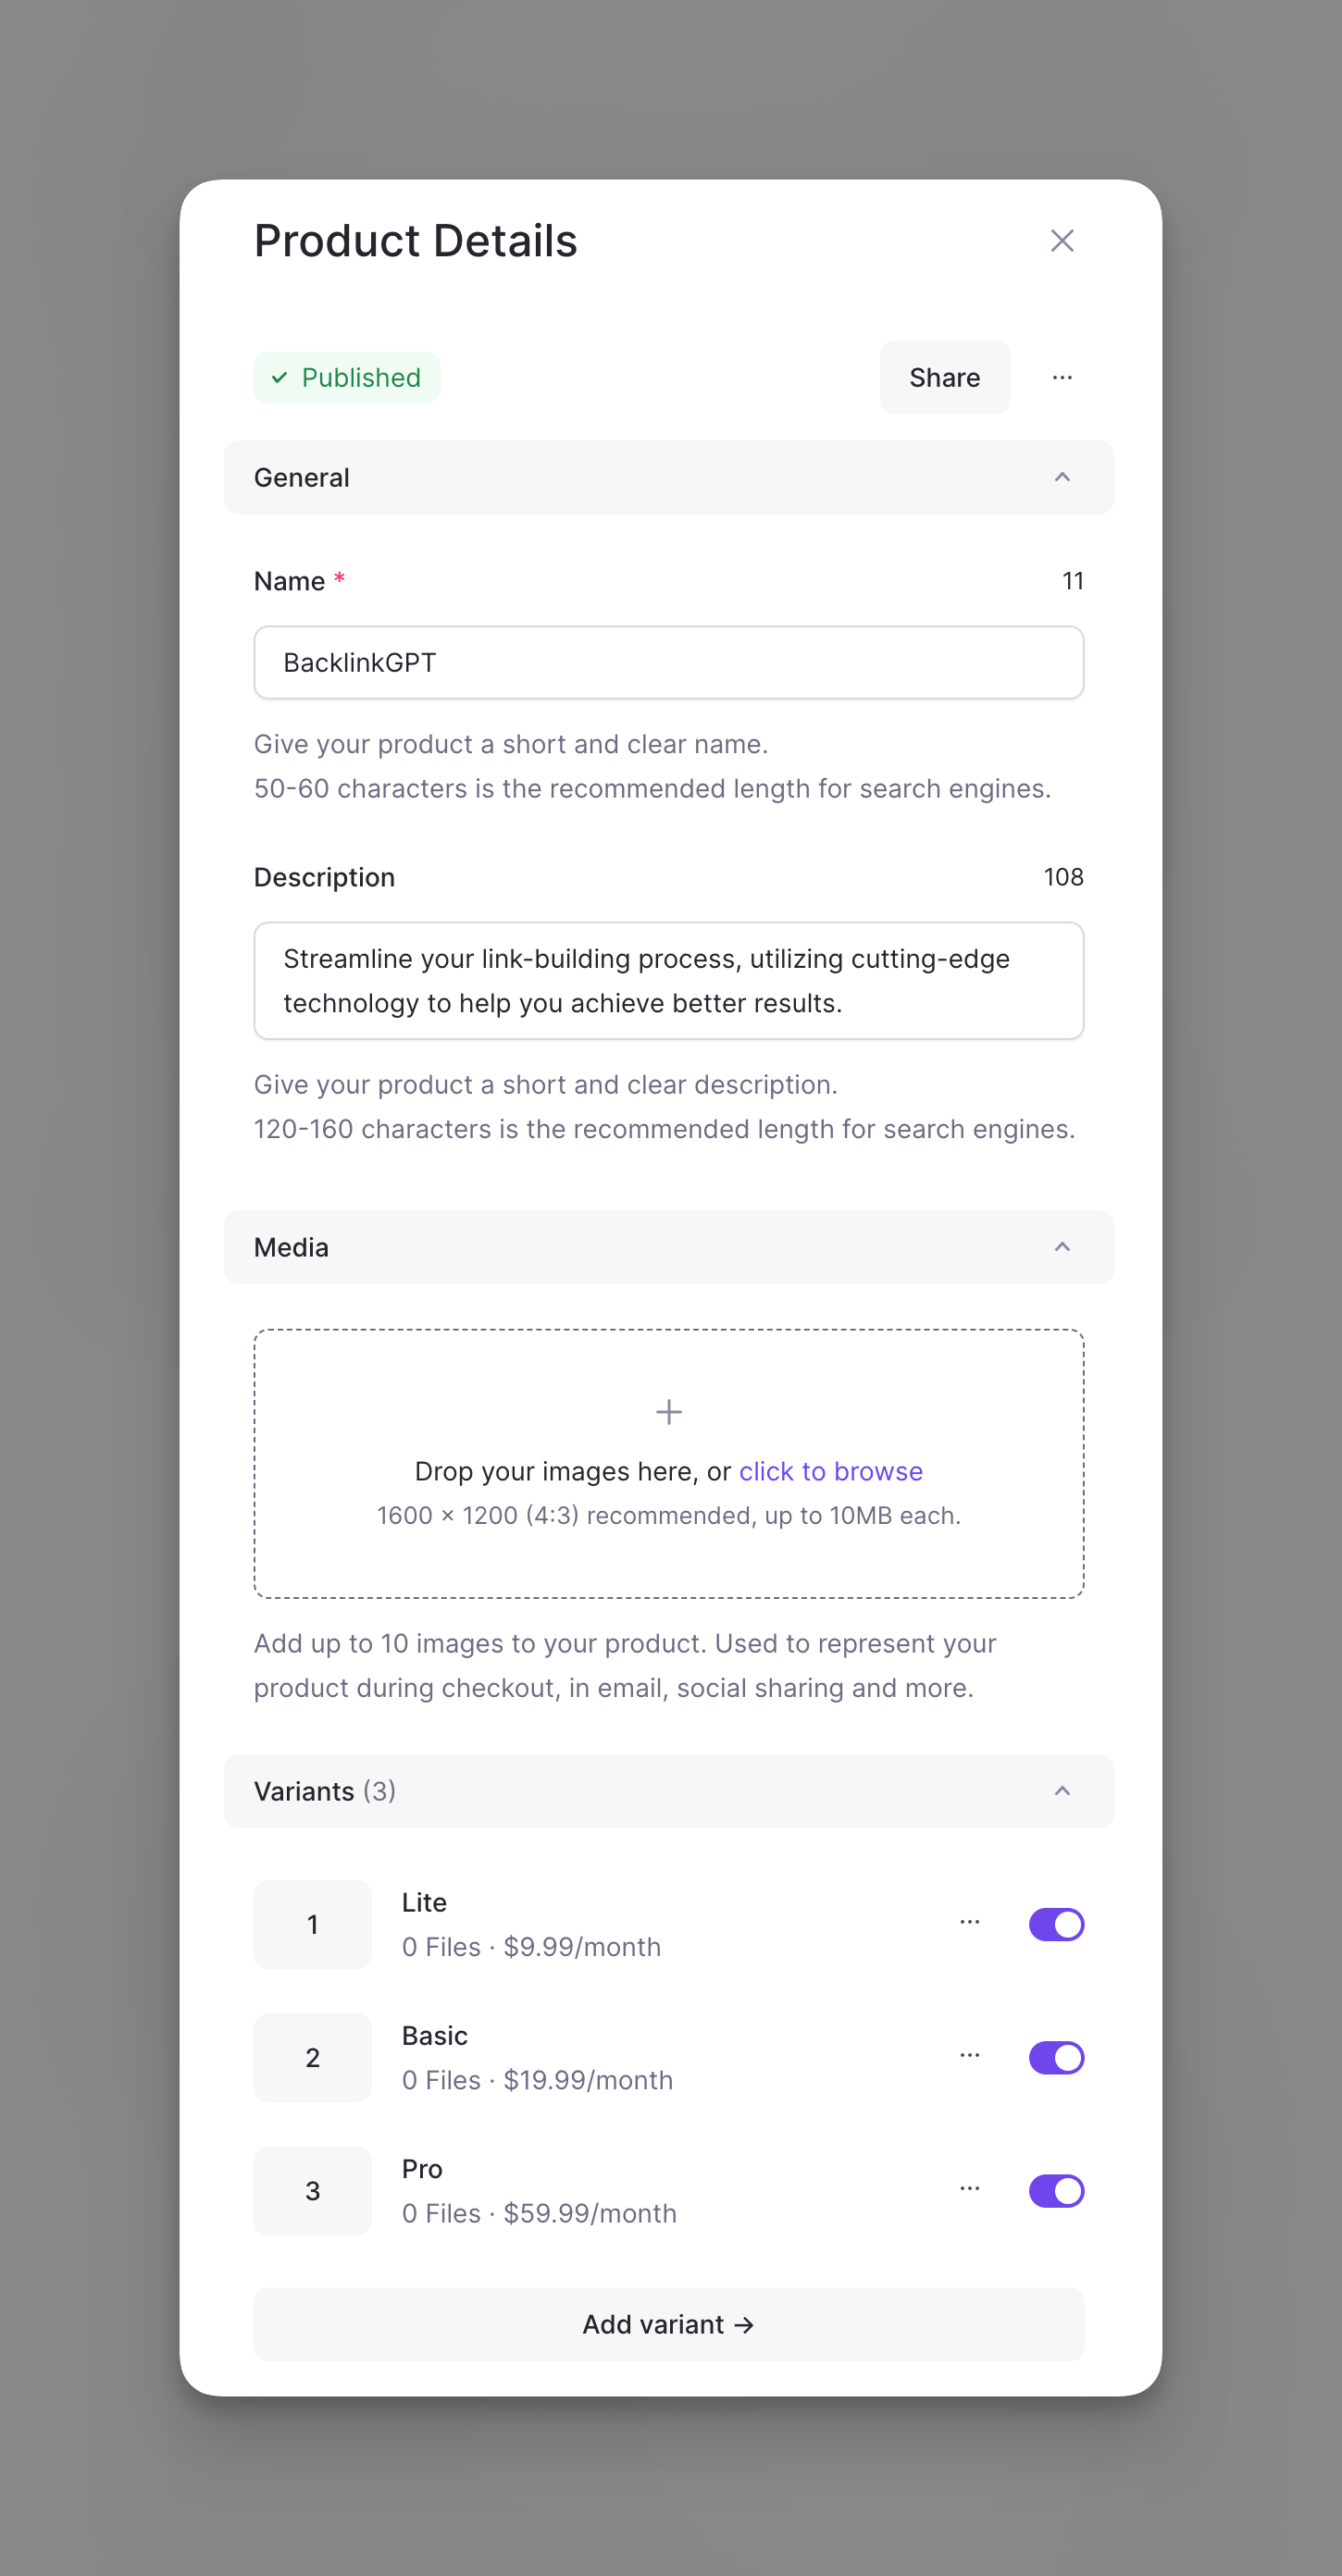 Product Details
Published
Share
General
Name *
11
BacklinkGPT
Give your product a short and clear name.
50-60 characters is the recommended length for search engines.
Description
108
Streamline your link-building process, utilizing cutting-edge
technology to help you achieve better results.
Give your product a short and clear description.
120-160 characters is the recommended length for search engines.
Media
Drop your images here, or click to browse
1600 × 1200 (4:3) recommended, up to 10MB each.
Add up to 10 images to your product. Used to represent your
product during checkout, in email, social sharing and more.
Variants (3)
1
Lite
0 Files · $9.99/month
2
Basic
0 Files · $19.99/month
3
Pro
0 Files · $59.99/month
Add variant →